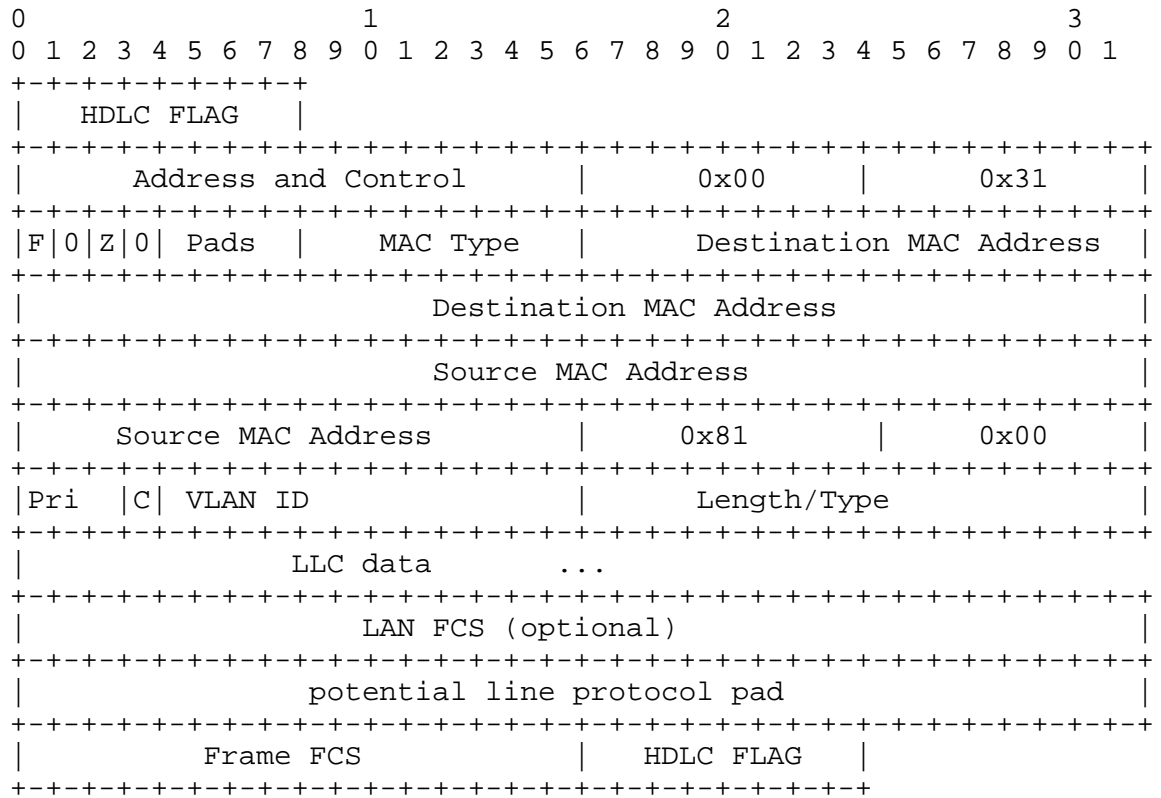 0                   1                   2                   3
0 1 2 3 4 5 6 7 8 9 0 1 2 3 4 5 6 7 8 9 0 1 2 3 4 5 6 7 8 9 0 1
+-+-+-+-+-+-+-+-+
|   HDLC FLAG   |
+-+-+-+-+-+-+-+-+-+-+-+-+-+-+-+-+-+-+-+-+-+-+-+-+-+-+-+-+-+-+-+-+
|      Address and Control      |      0x00     |      0x31     |
+-+-+-+-+-+-+-+-+-+-+-+-+-+-+-+-+-+-+-+-+-+-+-+-+-+-+-+-+-+-+-+-+
|F|0|Z|0| Pads  |    MAC Type   |      Destination MAC Address  |
+-+-+-+-+-+-+-+-+-+-+-+-+-+-+-+-+-+-+-+-+-+-+-+-+-+-+-+-+-+-+-+-+
|                       Destination MAC Address                 |
+-+-+-+-+-+-+-+-+-+-+-+-+-+-+-+-+-+-+-+-+-+-+-+-+-+-+-+-+-+-+-+-+
|                       Source MAC Address                      |
+-+-+-+-+-+-+-+-+-+-+-+-+-+-+-+-+-+-+-+-+-+-+-+-+-+-+-+-+-+-+-+-+
|     Source MAC Address        |     0x81       |     0x00     |
+-+-+-+-+-+-+-+-+-+-+-+-+-+-+-+-+-+-+-+-+-+-+-+-+-+-+-+-+-+-+-+-+
|Pri  |C| VLAN ID               |      Length/Type              |
+-+-+-+-+-+-+-+-+-+-+-+-+-+-+-+-+-+-+-+-+-+-+-+-+-+-+-+-+-+-+-+-+
|               LLC data       ...
+-+-+-+-+-+-+-+-+-+-+-+-+-+-+-+-+-+-+-+-+-+-+-+-+-+-+-+-+-+-+-+-+
|                   LAN FCS (optional)                          |
+-+-+-+-+-+-+-+-+-+-+-+-+-+-+-+-+-+-+-+-+-+-+-+-+-+-+-+-+-+-+-+-+
|                potential line protocol pad                    |
+-+-+-+-+-+-+-+-+-+-+-+-+-+-+-+-+-+-+-+-+-+-+-+-+-+-+-+-+-+-+-+-+
|          Frame FCS            |   HDLC FLAG   |
+-+-+-+-+-+-+-+-+-+-+-+-+-+-+-+-+-+-+-+-+-+-+-+-+